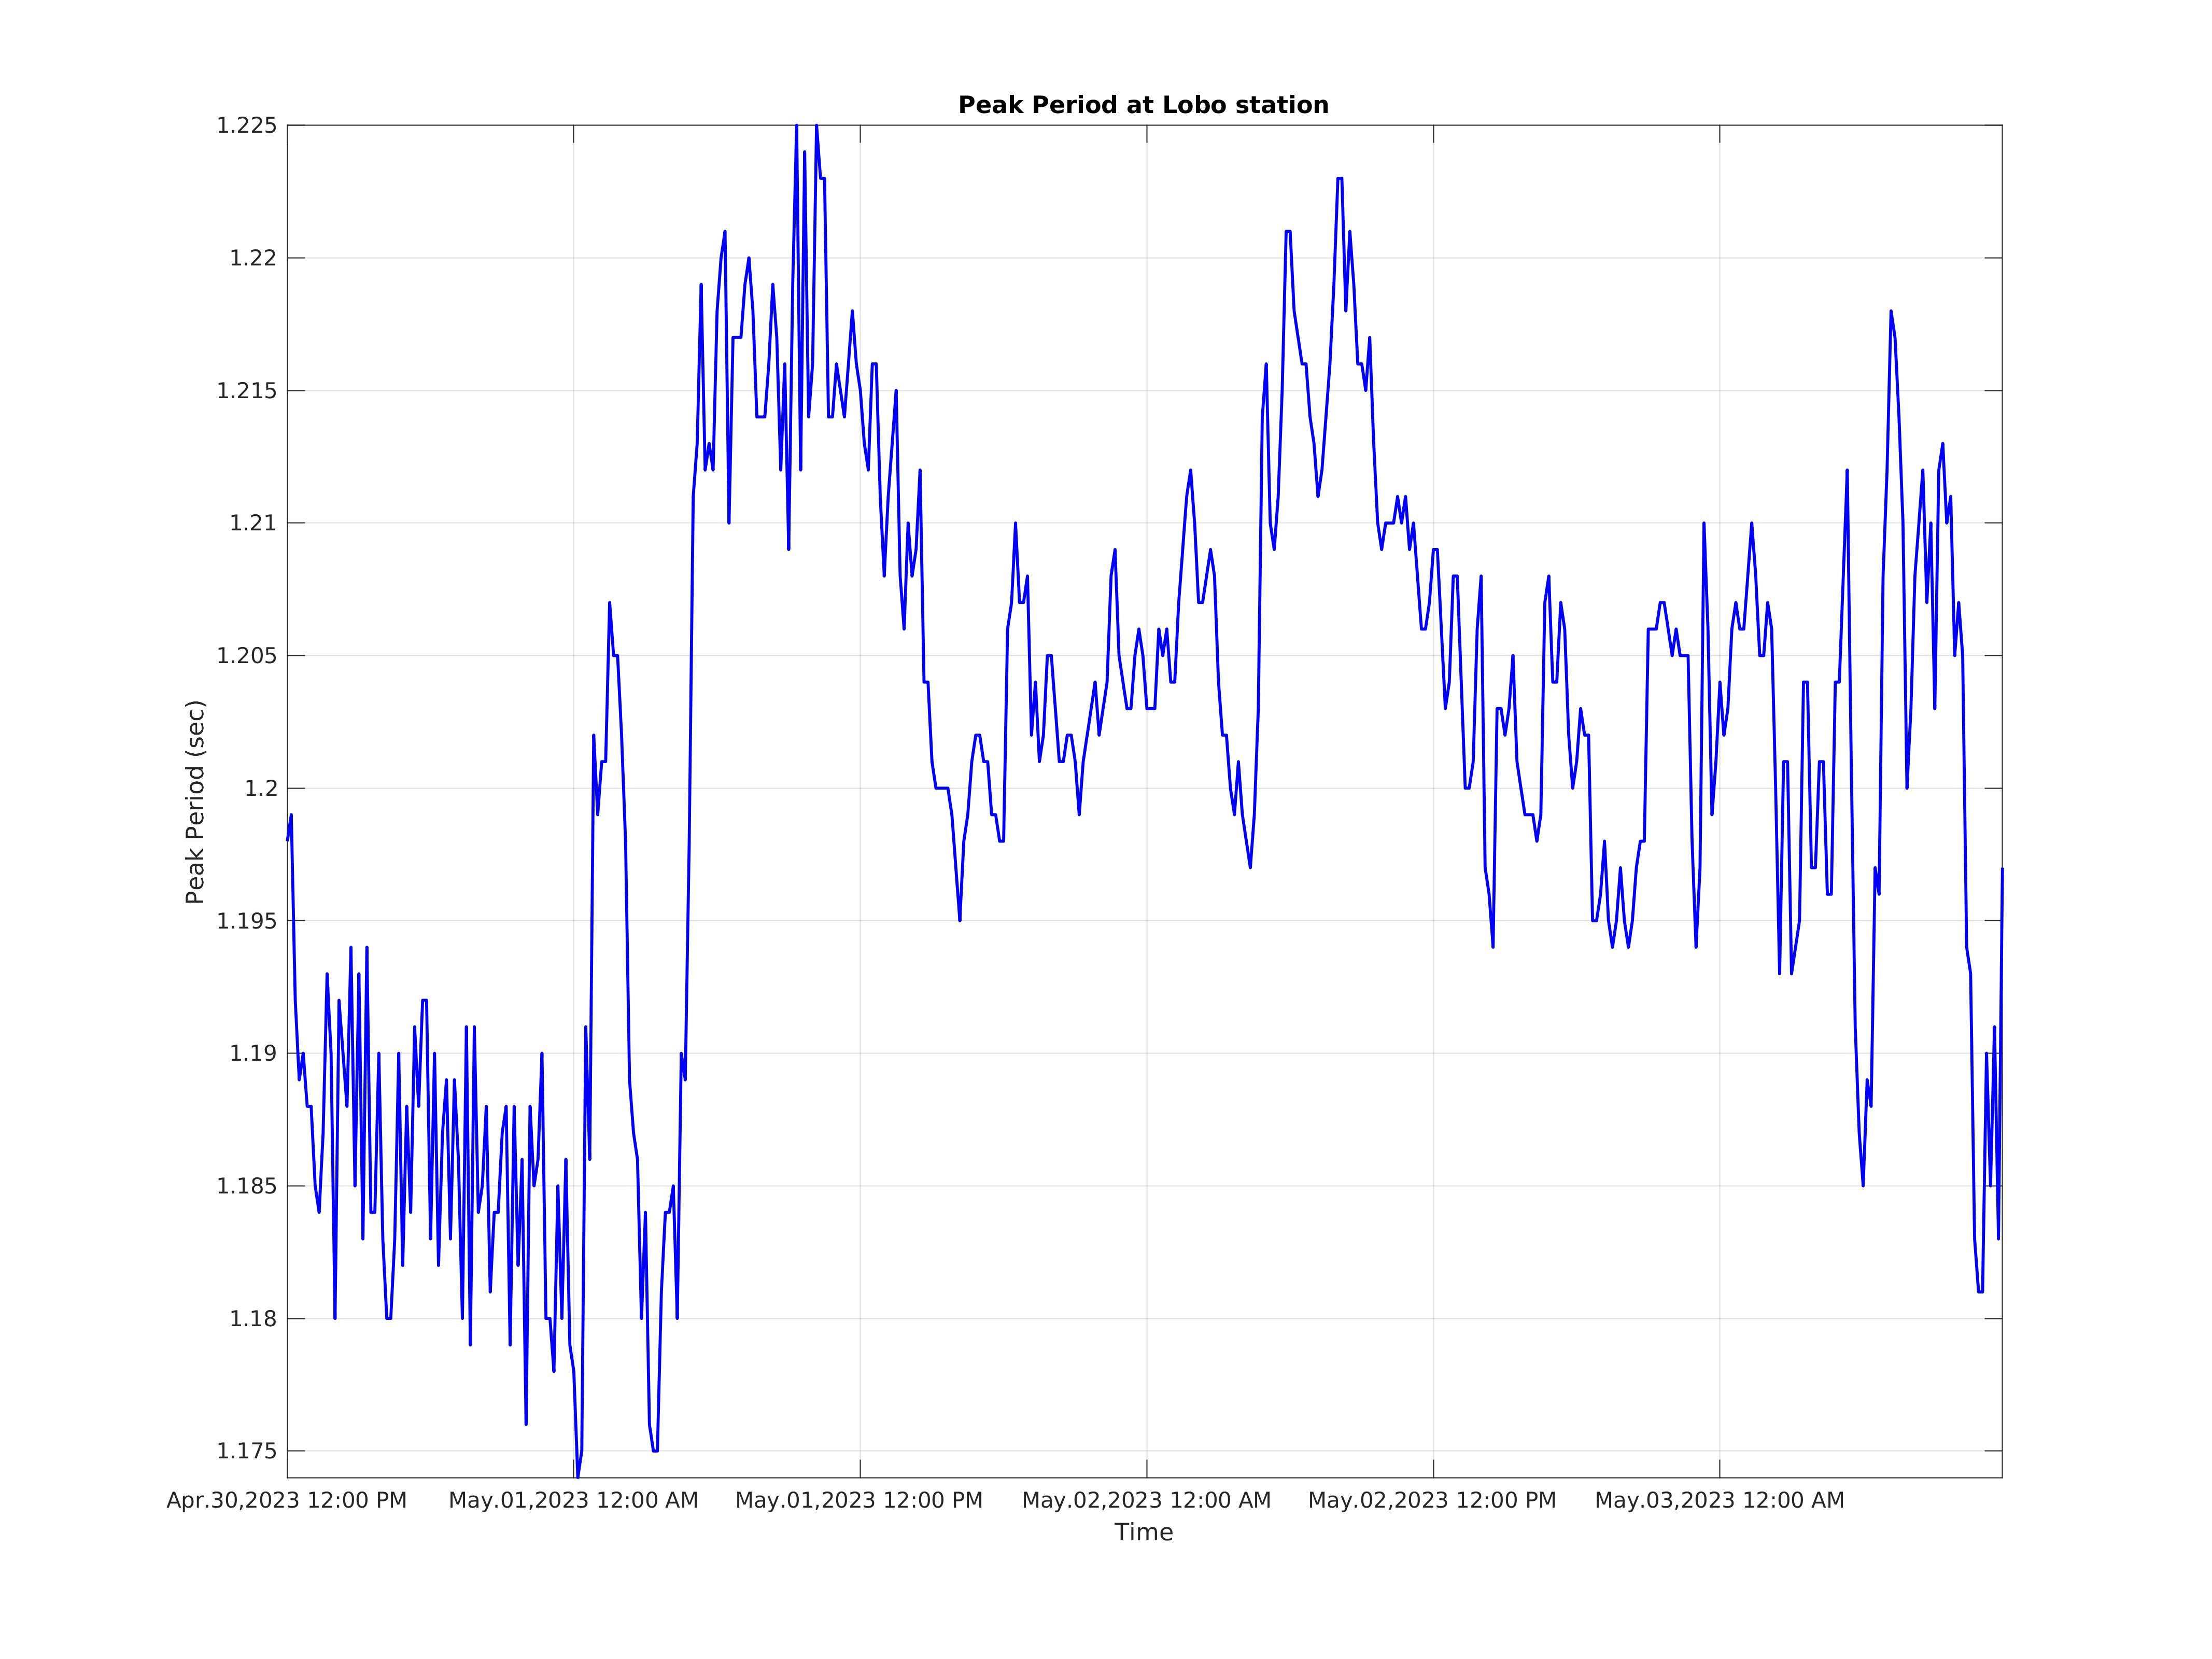 Peak Period at Lobo station
1.225
1.22
1.215
1.21
1.205
1.2
1.195
1.19
1.185
1.18
1.175
Peak Period (sec)
Apr.30,2023 12:00 PM May.01,2023 12:00 AM May.01,2023 12:00 PM May.02,2023 12:00 AM May.02,2023 12:00 PM May.03,2023 12:00 AM
Time